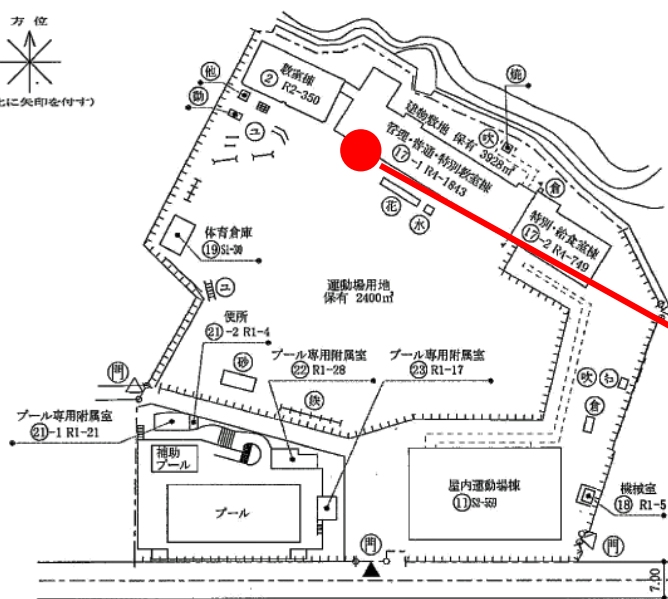 方位
北に矢印を付す)
他
動
教室棟
② R2-350
ユ
焼
建物敷地 保有 3928㎡
吹
管理・普通・特別教室棟
⑰-1 R4-1843
倉
花
水
特別・給食室棟
⑰-2 R4-749
体育倉庫
⑲S1-30
運動場用地
保有 2400㎡
ユ
便所
㉑-2 R1-4
プール専用附属室
㉒ R1-28
プール専用附属室
㉓ R1-17
門
砂
鉄
吹
倉
プール専用附属室
㉑-1 R1-21
補助
プール
プール
屋内運動場棟
⑪S2-559
機械室
⑱ R1-5
門
門
7.00